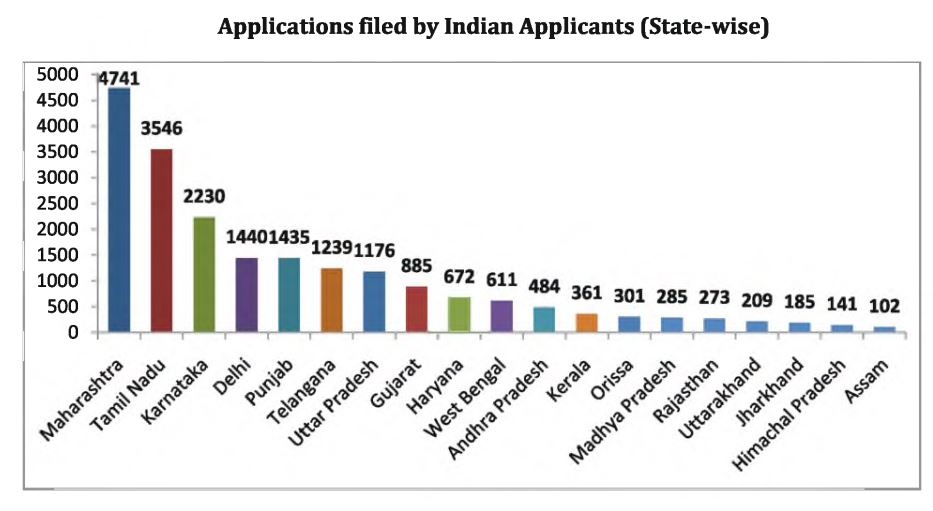 Applications filed by Indian Applicants (State-wise)
5000
4500
4000
3500
3000
2500
2000
1500
1000
500
0
4741
3546
2230
1440
1435
1239
1176
885
672
611
484
361
301
285
273
209
185
141
102
Maharashtra
Tamil Nadu
Karnataka
Delhi
Punjab
Telangana
Uttar Pradesh
Gujarat
Haryana
West Bengal
Andhra Pradesh
Kerala
Orissa
Madhya Pradesh
Rajasthan
Uttarakhand
Jharkhand
Himachal Pradesh
Assam